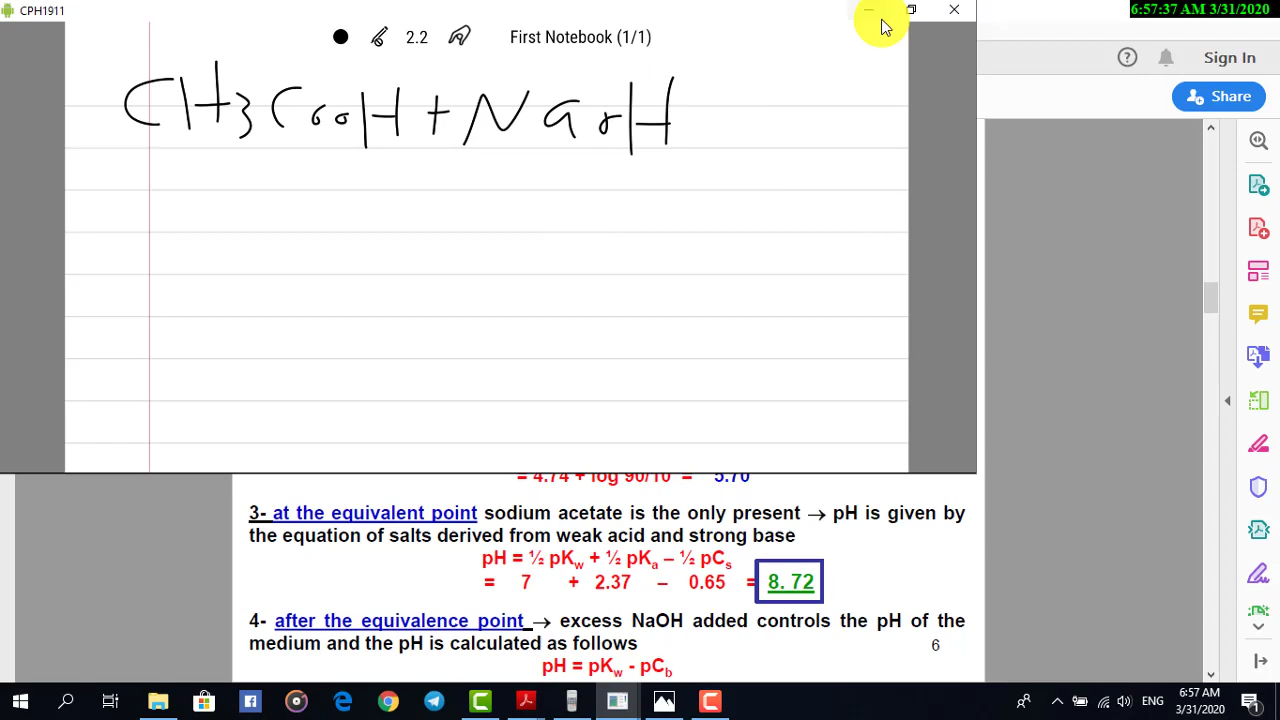 CPH1911
6:57:37 AM 3/31/2020
2.2
First Notebook (1/1)
Sign In
Share
CH3COOH + NaOH
= 4.74 + log 90/10 = 5.70
3- at the equivalent point sodium acetate is the only present → pH is given by
the equation of salts derived from weak acid and strong base
pH = ½ pKw + ½ pKa – ½ pCs
= 7 + 2.37 – 0.65 = 8. 72
4- after the equivalence point → excess NaOH added controls the pH of the
medium and the pH is calculated as follows
6
pH = pKw - pCb
ENG
6:57 AM
3/31/2020